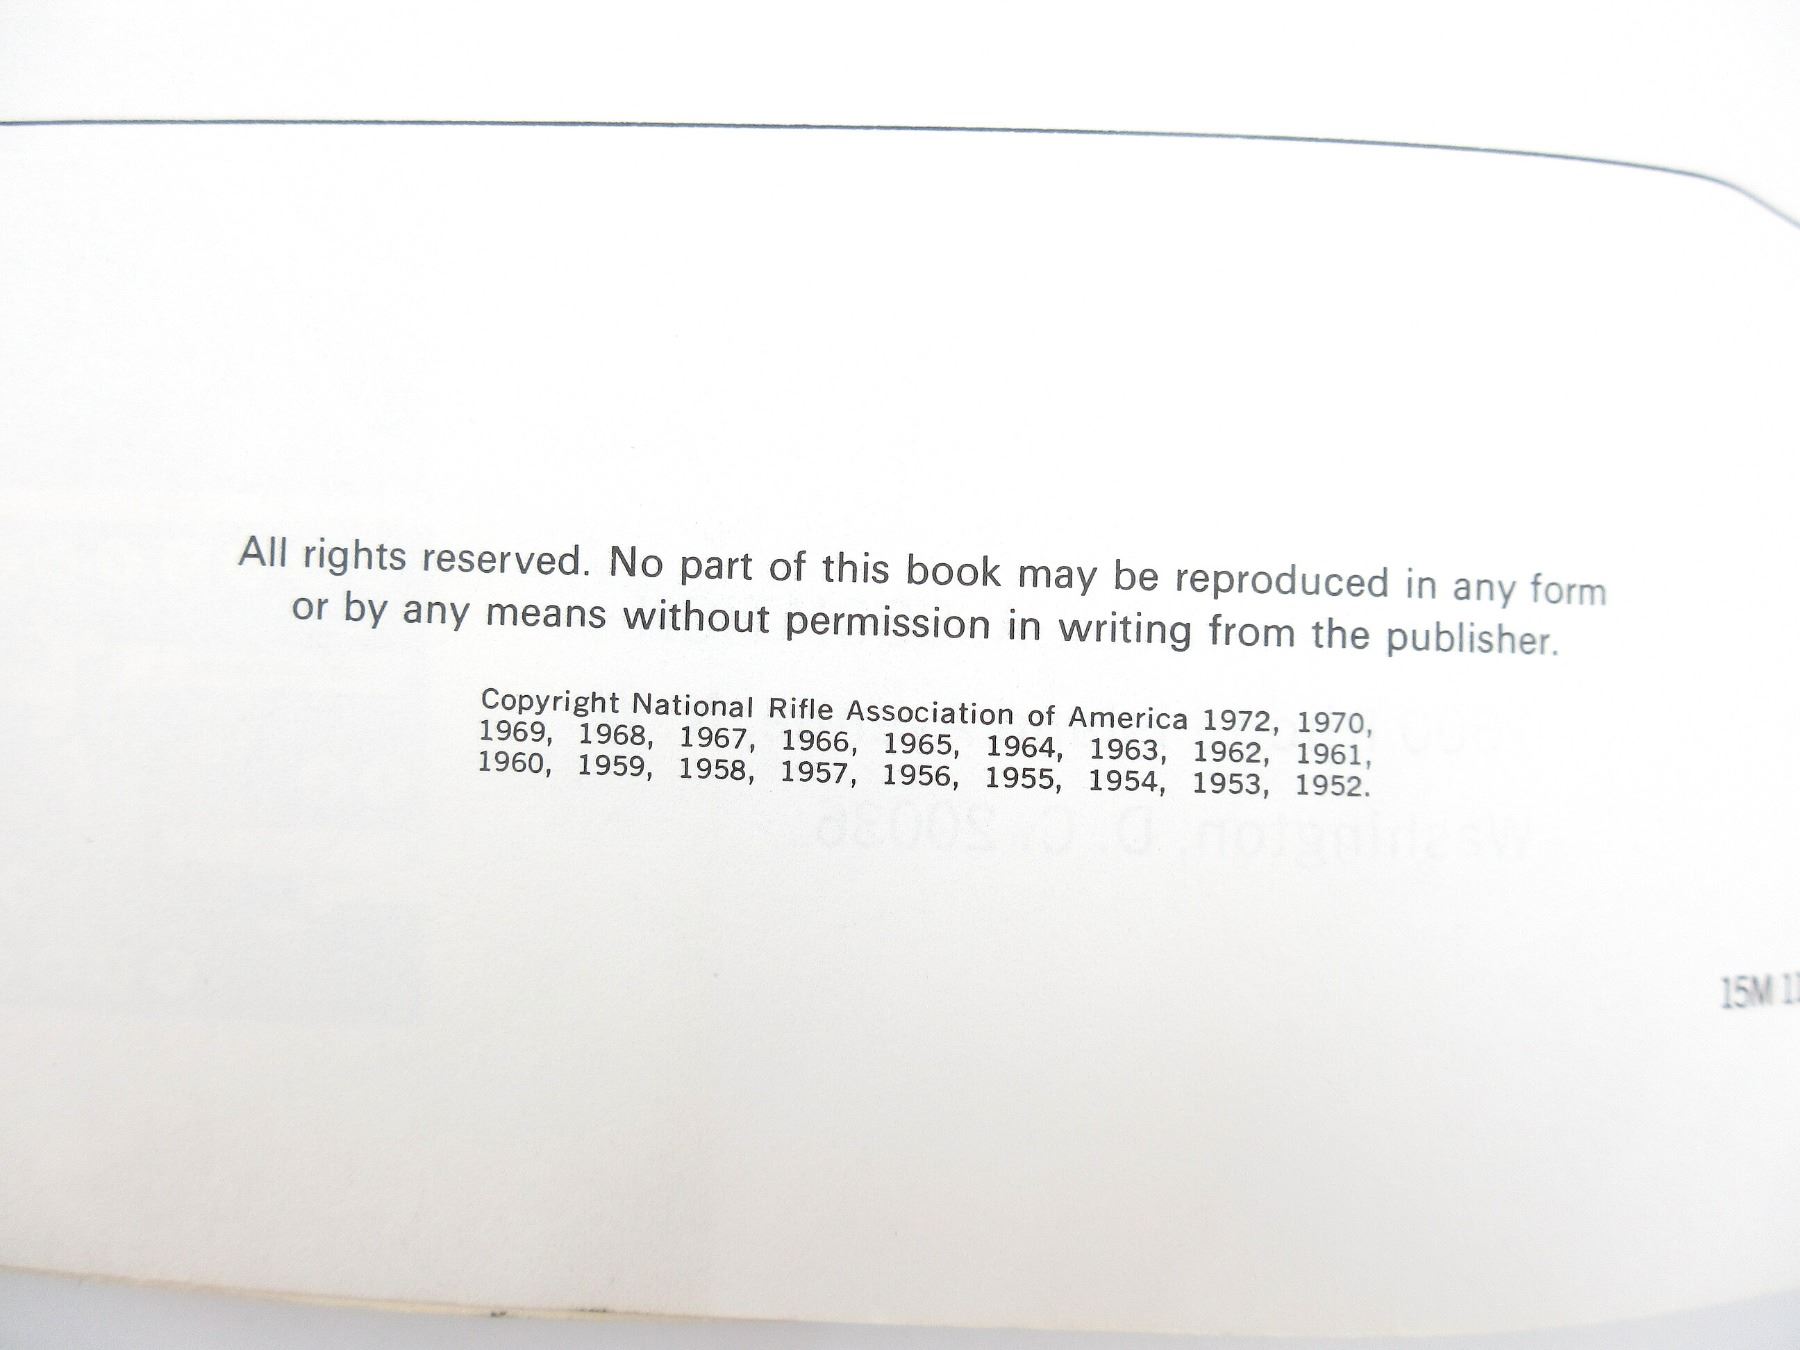 All rights reserved. No part of this book may be reproduced in any form
or by any means without permission in writing from the publisher.
Copyright National Rifle Association of America 1972, 1970,
1969, 1968, 1967, 1966, 1965, 1964, 1963, 1962, 1961,
1960, 1959, 1958, 1957, 1956, 1955, 1954, 1953, 1952.
15M